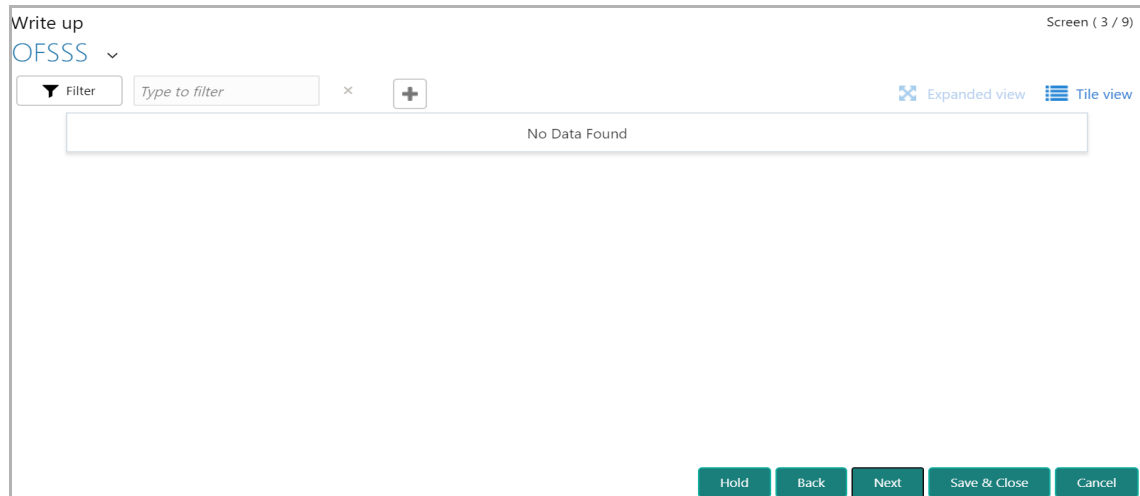 Write up
Screen ( 3 / 9)
OFSSS
Filter
Type to filter
×
Expanded view
Tile view
No Data Found
Hold
Back
Next
Save & Close
Cancel